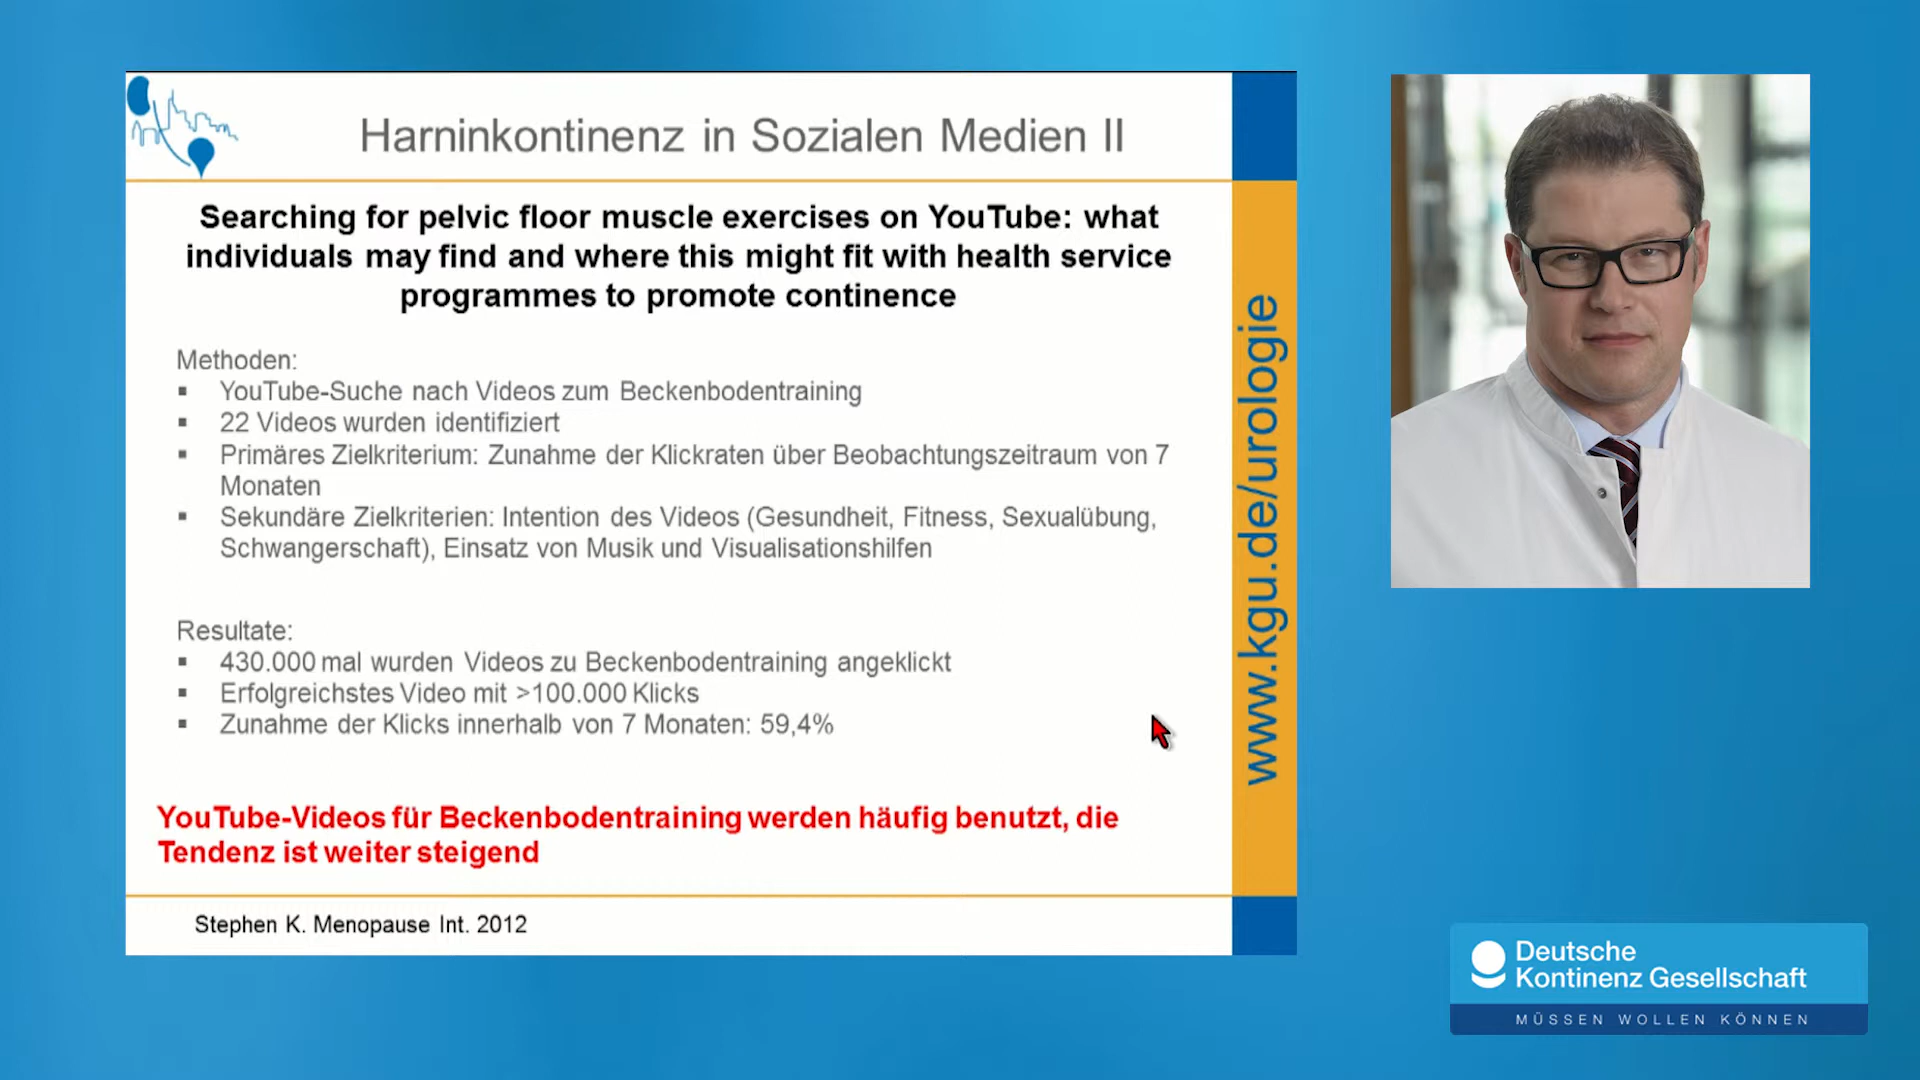 Harninkontinenz in Sozialen Medien II
Searching for pelvic floor muscle exercises on YouTube: what
individuals may find and where this might fit with health service
programmes to promote continence
Methoden:
▪ YouTube-Suche nach Videos zum Beckenbodentraining
▪ 22 Videos wurden identifiziert
▪ Primäres Zielkriterium: Zunahme der Klickraten über Beobachtungszeitraum von 7
Monaten
▪ Sekundäre Zielkriterien: Intention des Videos (Gesundheit, Fitness, Sexualübung,
Schwangerschaft), Einsatz von Musik und Visualisationshilfen
Resultate:
▪ 430.000 mal wurden Videos zu Beckenbodentraining angeklickt
▪ Erfolgreichstes Video mit >100.000 Klicks
▪ Zunahme der Klicks innerhalb von 7 Monaten: 59,4%
YouTube-Videos für Beckenbodentraining werden häufig benutzt, die
Tendenz ist weiter steigend
Stephen K. Menopause Int. 2012
www.kgu.de/urologie
Deutsche
Kontinenz Gesellschaft
MÜSSEN WOLLEN KÖNNEN